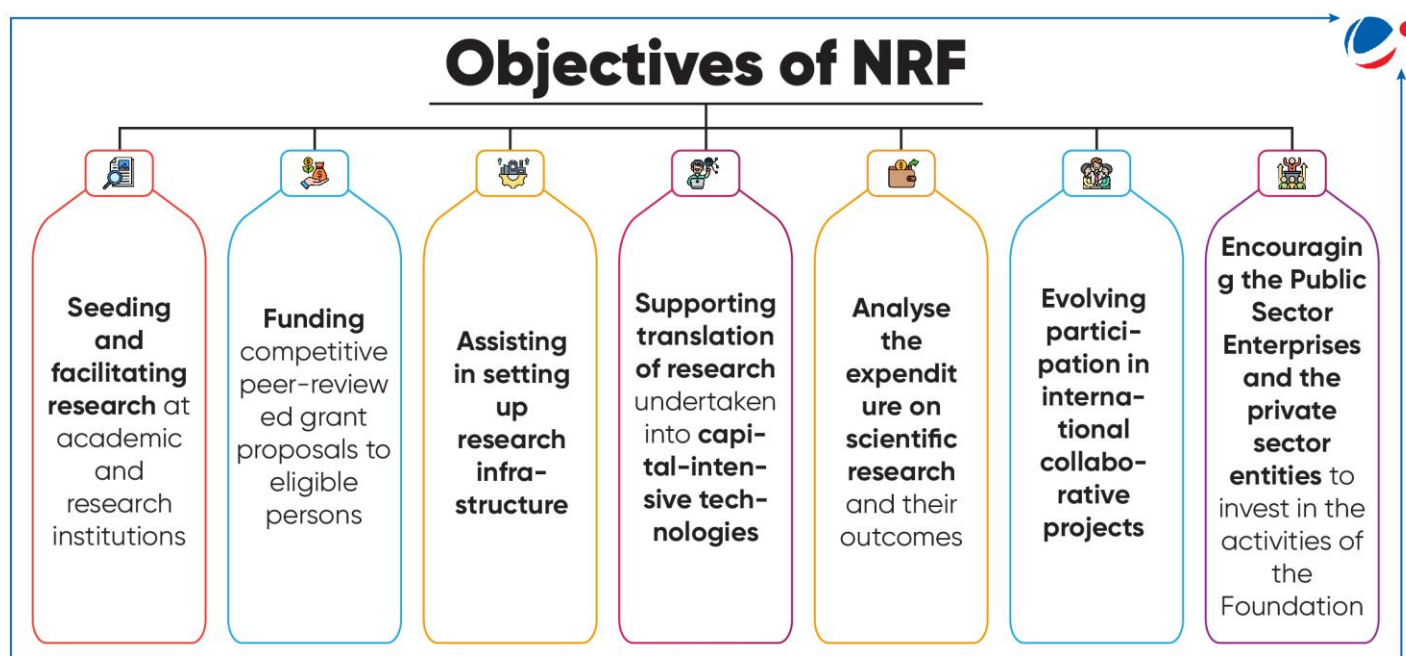 Objectives of NRF
Seeding
and
facilitating
research at
academic
and
research
institutions
Funding
competitive
peer-review
ed grant
proposals to
eligible
persons
Assisting
in setting
up
research
infra-
structure
Supporting
translation
of research
undertaken
into capi-
tal-inten-
sive tech-
nologies
Analyse
the
expendit
ure on
scientific
research
and their
outcomes
Evolving
partici-
pation in
interna-
tional
collabo-
rative
projects
Encouragin
g the Public
Sector
Enterprises
and the
private
sector
entities to
invest in the
activities of
the
Foundation